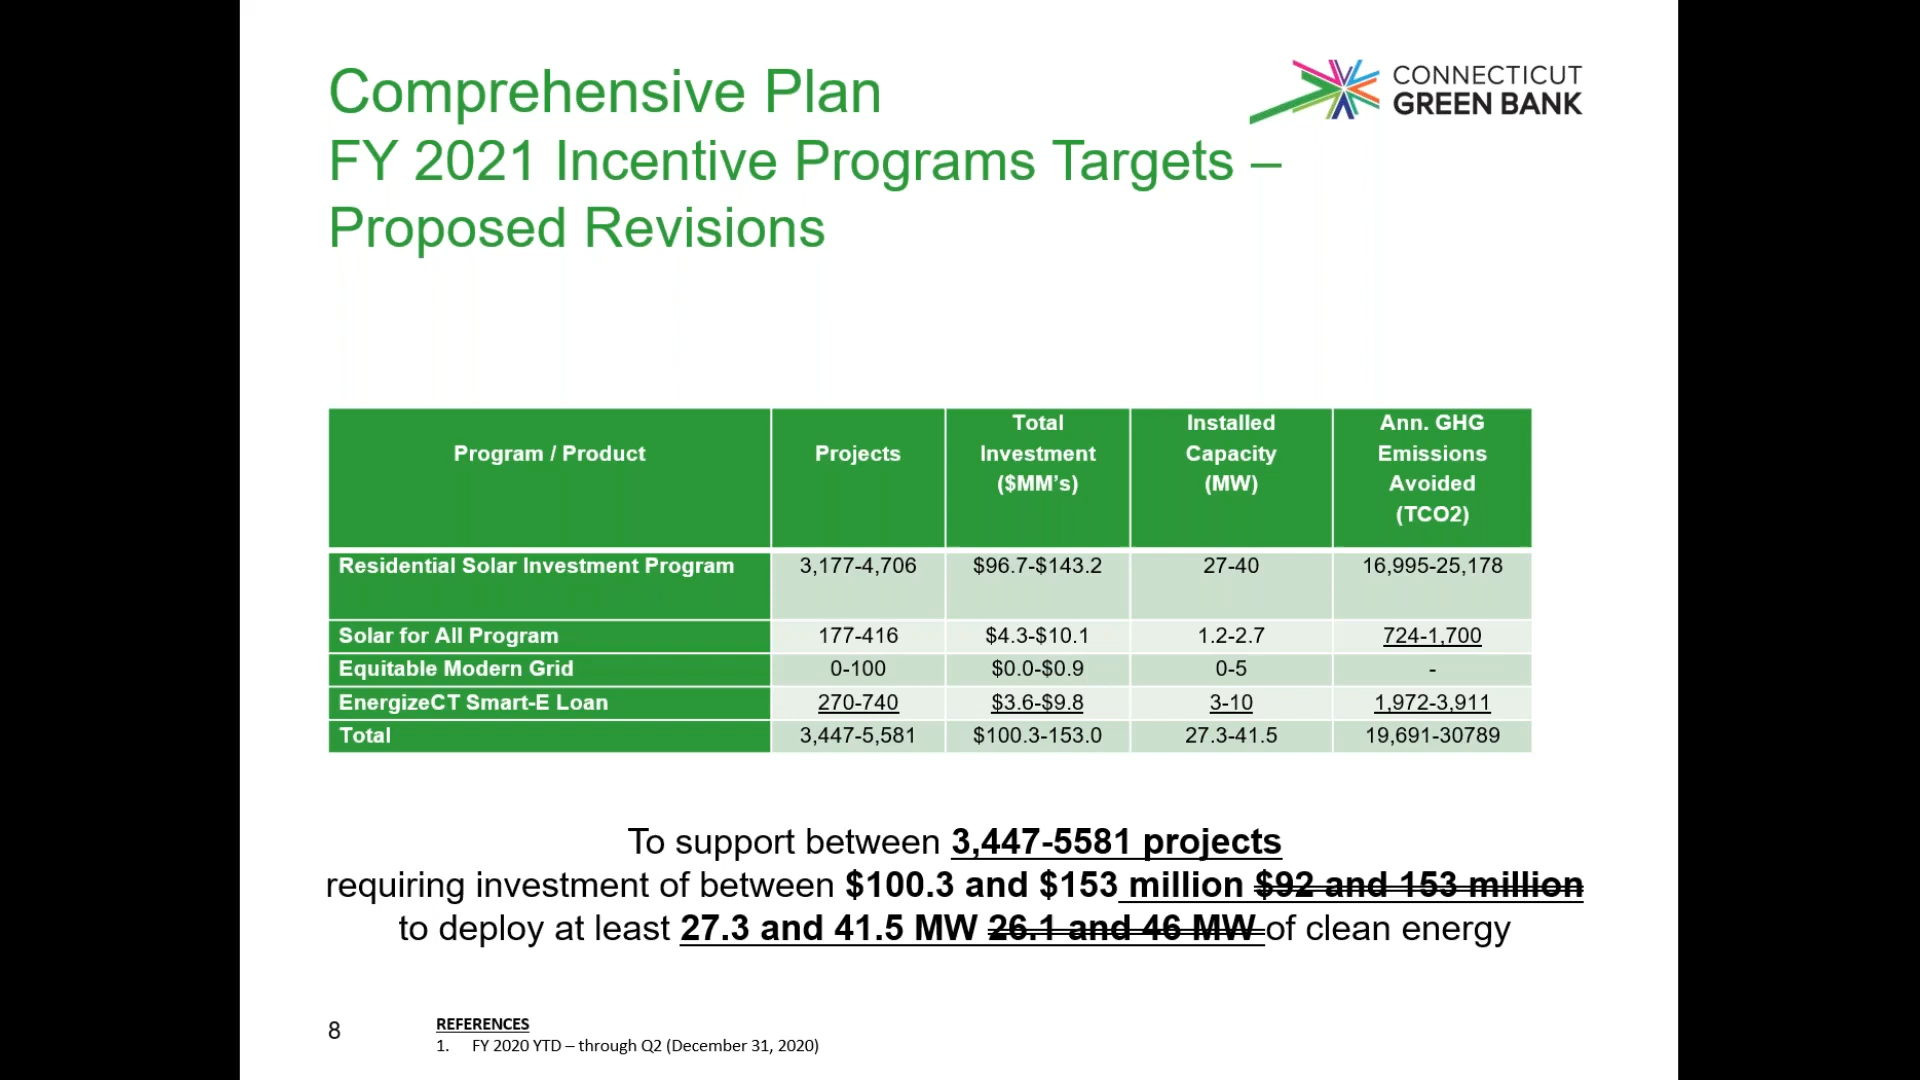 Comprehensive Plan
FY 2021 Incentive Programs Targets –
Proposed Revisions
CONNECTICUT
GREEN BANK
Program / Product
Projects
Total
Investment
($MM's)
Installed
Capacity
(MW)
Ann. GHG
Emissions
Avoided
(TCO2)
Residential Solar Investment Program 3,177-4,706 $96.7-$143.2 27-40 16,995-25,178
Solar for All Program 177-416 $4.3-$10.1 1.2-2.7 724-1,700
Equitable Modern Grid 0-100 $0.0-$0.9 0-5 -
EnergizeCT Smart-E Loan 270-740 $3.6-$9.8 3-10 1,972-3,911
Total 3,447-5,581 $100.3-153.0 27.3-41.5 19,691-30789
To support between 3,447-5581 projects
requiring investment of between $100.3 and $153 million $92 and 153 million
to deploy at least 27.3 and 41.5 MW 26.1 and 46 MW of clean energy
8
REFERENCES
1. FY 2020 YTD – through Q2 (December 31, 2020)